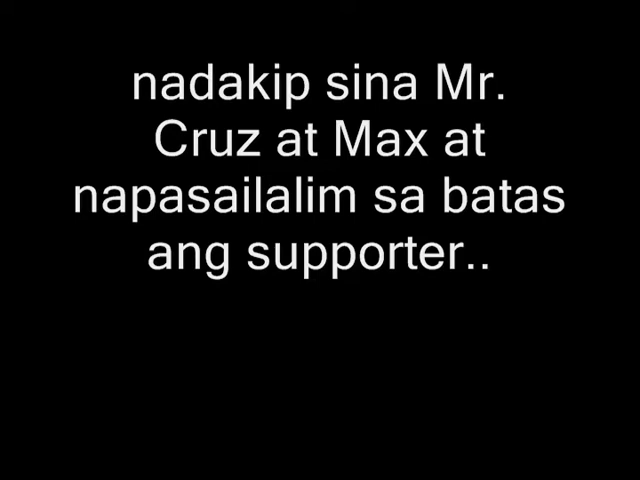 nadakip sina Mr.
Cruz at Max at
napasailalim sa batas
ang supporter..